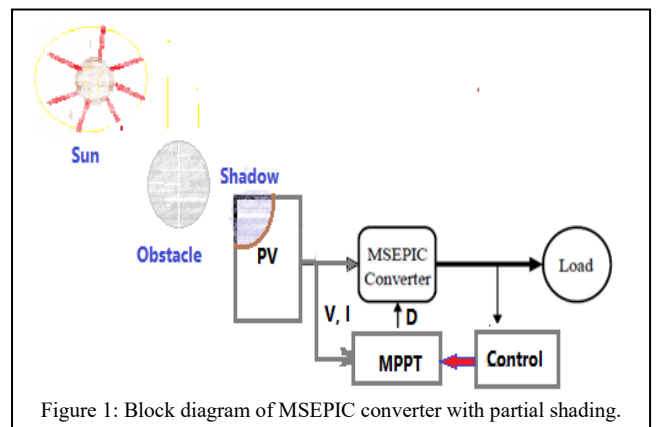 Sun
Shadow
Obstacle
PV
MSEPIC
Converter
Load
V, I
D
MPPT
Control
Figure 1: Block diagram of MSEPIC converter with partial shading.